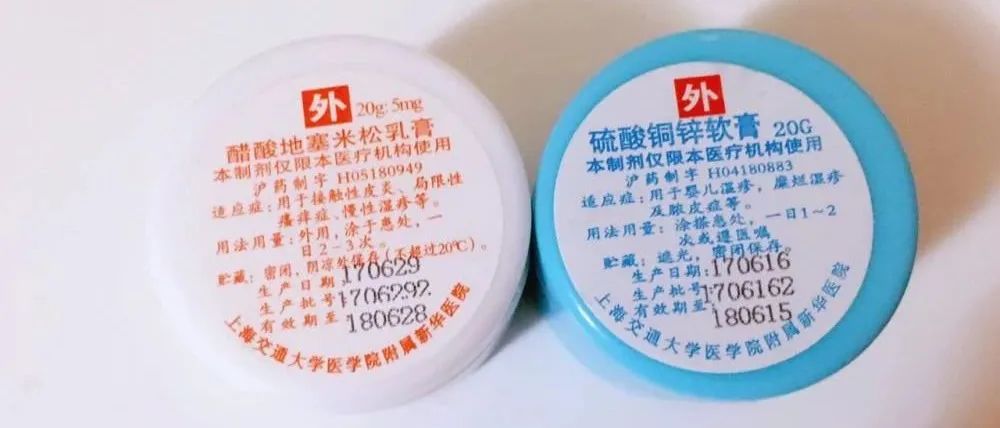 外 20g:5mg
醋酸地塞米松乳膏
本制剂仅限本医疗机构使用
沪药制字 H05180949
适应症:用于接触性皮炎、局限性
瘙痒症,慢性湿疹等。
用法用量:外用,涂于患处,一
日2-3次。
贮藏:密闭,阴凉处保存(不超过20℃)。
生产日期:170629
生产批号:1706292
有效期至:180628
上海交通大学医学院附属新华医院
外
硫酸铜锌软膏 20G
本制剂仅限本医疗机构使用
沪药制字 H04180883
适应症:用于婴儿湿疹,糜烂湿疹
及脓皮症等。
用法用量:涂搽患处,一日1~2
次或遵医嘱
贮藏:遮光,密闭保存。
生产日期:170616
生产批号:1706162
有效期至:180615
上海交通大学医学院附属新华医院